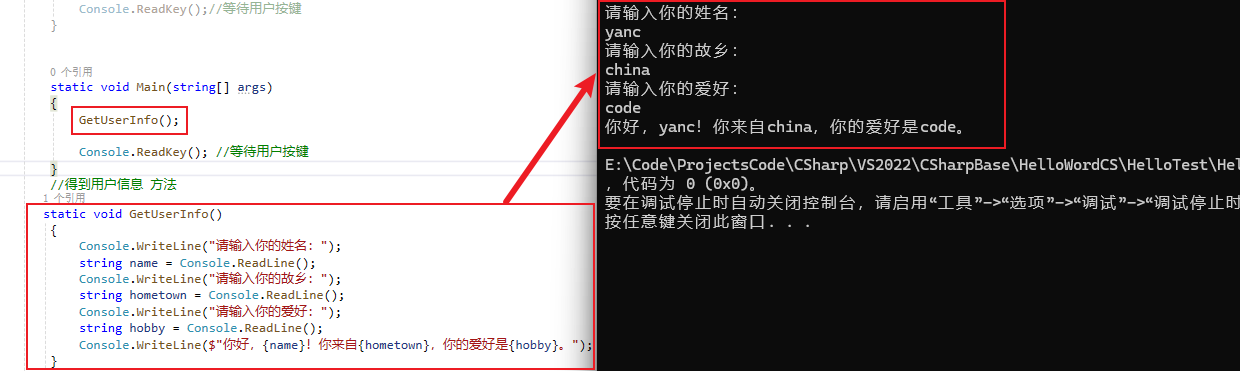 Console.ReadKey();//等待用户按键
}
0 个引用
static void Main(string[] args)
{
GetUserInfo();
Console.ReadKey(); //等待用户按键
}
//得到用户信息 方法
1 个引用
static void GetUserInfo()
{
Console.WriteLine("请输入你的姓名：");
string name = Console.ReadLine();
Console.WriteLine("请输入你的故乡：");
string hometown = Console.ReadLine();
Console.WriteLine("请输入你的爱好：");
string hobby = Console.ReadLine();
Console.WriteLine($"你好，{name}！你来自{hometown}，你的爱好是{hobby}。");
}
请输入你的姓名：
yanc
请输入你的故乡：
china
请输入你的爱好：
code
你好，yanc！你来自china，你的爱好是code。
E:\Code\ProjectsCode\CSharp\VS2022\CSharpBase\HelloWordCS\HelloTest\Hel
，代码为 0 (0x0)。
要在调试停止时自动关闭控制台，请启用“工具”->“选项”->“调试”->“调试停止时
按任意键关闭此窗口. . .